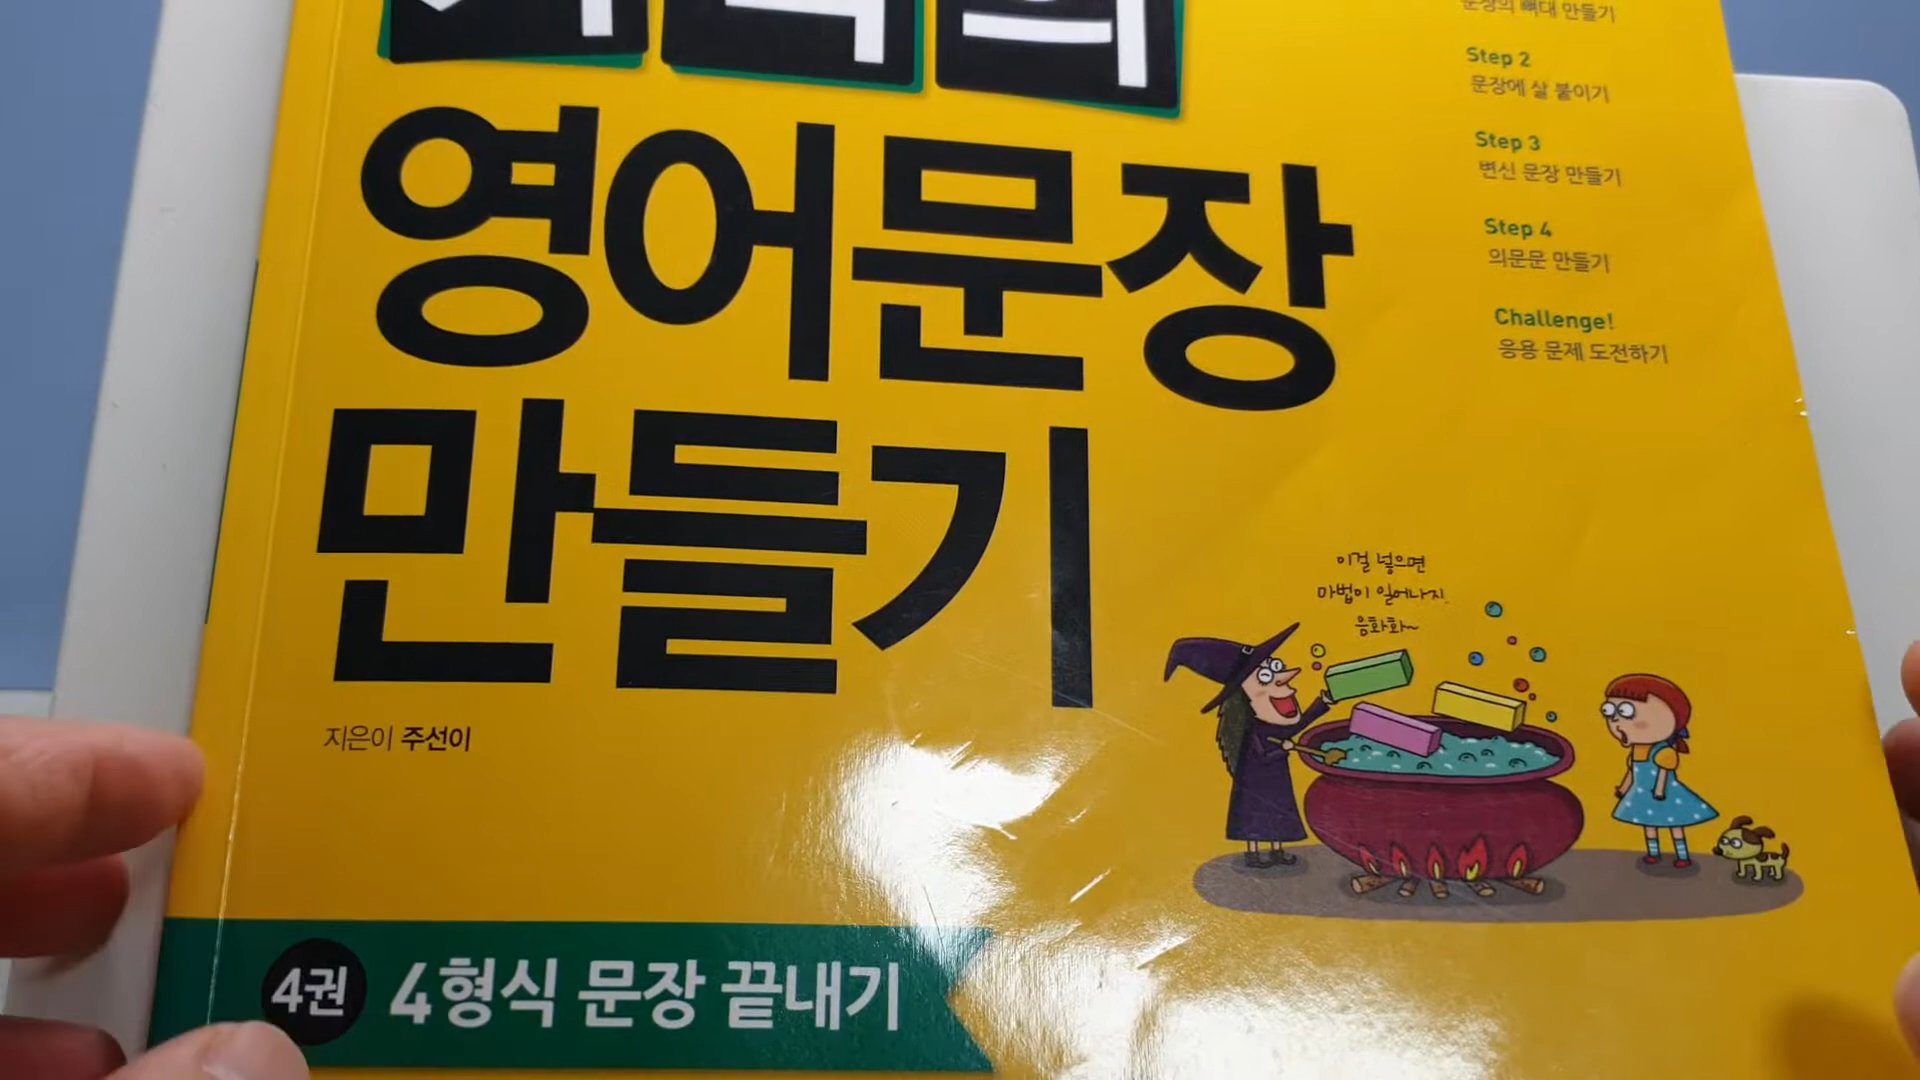 영어문장
만들기
지은이 주선이
4권 4형식 문장 끝내기
문장의 뼈대 만들기
Step 2
문장에 살 붙이기
Step 3
변신 문장 만들기
Step 4
의문문 만들기
Challenge!
응용 문제 도전하기
이걸 넣으면
마법이 일어나지.
음화화~